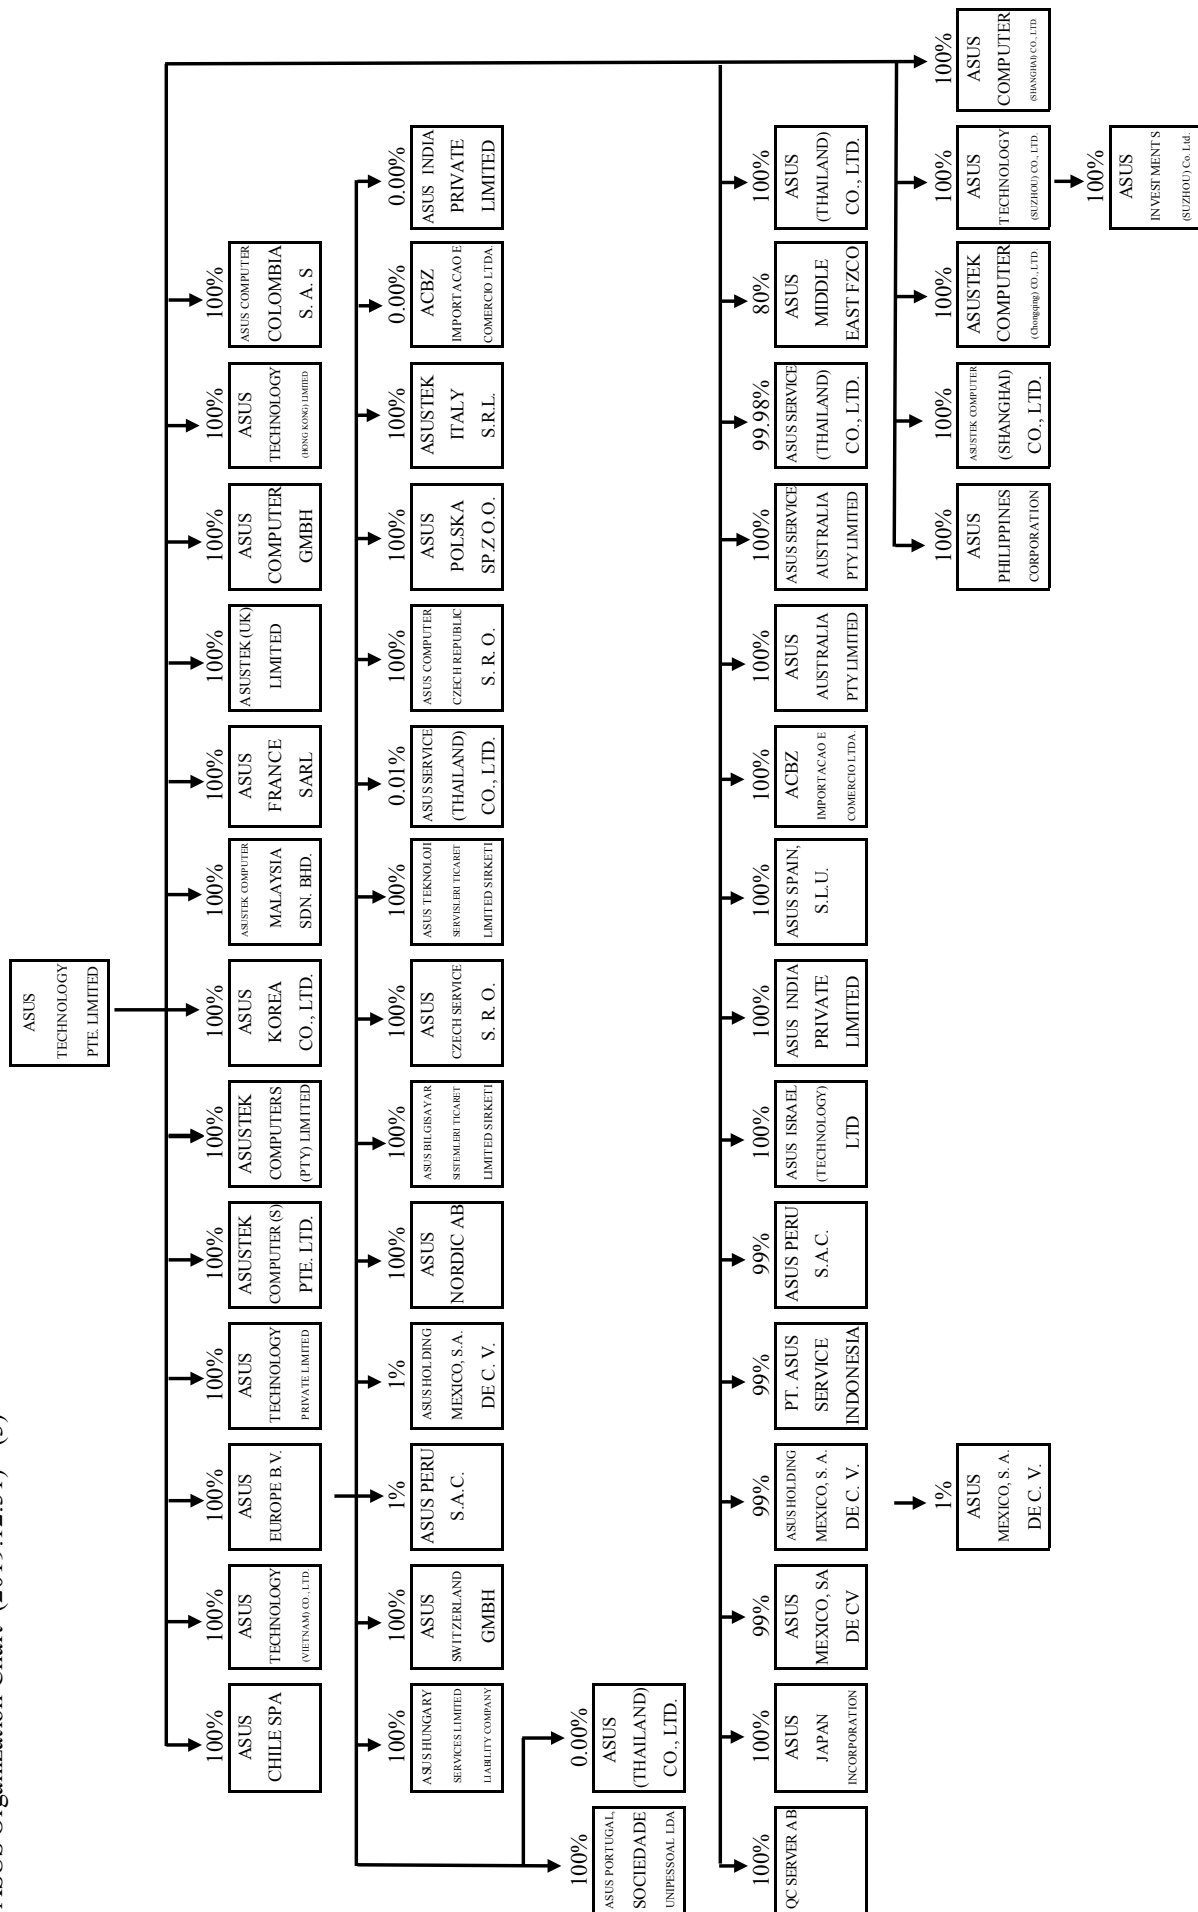 ASUS Organization Chart (2019.12.31)
ASUS
TECHNOLOGY
PTE. LIMITED
100%
ASUS
CHILE SPA
100%
ASUS
TECHNOLOGY
(VIETNAM) CO., LTD.
100%
ASUS
EUROPE B.V.
100%
ASUS
TECHNOLOGY
PRIVATE LIMITED
100%
ASUSTEK
COMPUTER (S)
PTE. LTD.
100%
ASUSTEK
COMPUTERS
(PTY) LIMITED
100%
ASUS
KOREA
CO., LTD.
100%
ASUSTEK COMPUTER
MALAYSIA
SDN. BHD.
100%
ASUS
FRANCE
SARL
100%
ASUSTEK (UK)
LIMITED
100%
ASUS
COMPUTER
GMBH
100%
ASUS
TECHNOLOGY
(HONG KONG) LIMITED
100%
ASUS COMPUTER
COLOMBIA
S. A. S
100%
ASUS HUNGARY
SERVICES LIMITED
LIABILITY COMPANY
100%
ASUS
SWITZERLAND
GMBH
1%
ASUS PERU
S.A.C.
1%
ASUS HOLDING
MEXICO, S.A.
DE C. V.
100%
ASUS
NORDIC AB
100%
ASUS BILGISAYAR
SISTEMLERI TICARET
LIMITED SIRKETI
100%
ASUS
CZECH SERVICE
S. R. O.
100%
ASUS TEKNOLOJI
SERVISLERI TICARET
LIMITED SIRKETI
0.01%
ASUS SERVICE
(THAILAND)
CO., LTD.
100%
ASUS COMPUTER
CZECH REPUBLIC
S. R. O.
100%
ASUS
POLSKA
SP.Z O.O.
100%
ASUSTEK
ITALY
S.R.L.
0.00%
ACBZ
IMPORTACAO E
COMERCIO LTDA.
0.00%
ASUS INDIA
PRIVATE
LIMITED
100%
ASUS PORTUGAL,
SOCIEDADE
UNIPESSOAL LDA
0.00%
ASUS
(THAILAND)
CO., LTD.
100%
QC SERVER AB
100%
ASUS
JAPAN
INCORPORATION
99%
ASUS
MEXICO, SA
DE CV
99%
ASUS HOLDING
MEXICO, S. A.
DE C. V.
99%
PT. ASUS
SERVICE
INDONESIA
99%
ASUS PERU
S.A.C.
100%
ASUS ISRAEL
(TECHNOLOGY)
LTD
100%
ASUS INDIA
PRIVATE
LIMITED
100%
ASUS SPAIN,
S.L.U.
100%
ACBZ
IMPORTACAO E
COMERCIO LTDA.
100%
ASUS
AUSTRALIA
PTY LIMITED
100%
ASUS SERVICE
AUSTRALIA
PTY LIMITED
99.98%
ASUS SERVICE
(THAILAND)
CO., LTD.
80%
ASUS
MIDDLE
EAST FZCO
100%
ASUS
(THAILAND)
CO., LTD.
1%
ASUS
MEXICO, S. A.
DE C. V.
100%
ASUS
PHILIPPINES
CORPORATION
100%
ASUSTEK COMPUTER
(SHANGHAI)
CO., LTD.
100%
ASUSTEK
COMPUTER
(Chongqing) CO., LTD.
100%
ASUS
TECHNOLOGY
(SUZHOU) CO., LTD.
100%
ASUS
COMPUTER
(SHANGHAI) CO., LTD.
100%
ASUS
INVESTMENTS
(SUZHOU) Co. Ltd.